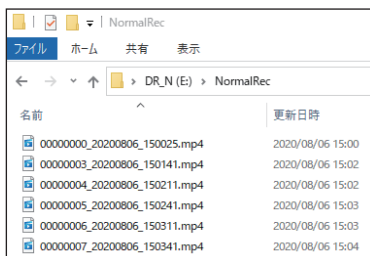 NormalRec
ファイル ホーム 共有 表示
DR_N (E:) > NormalRec
名前 更新日時
00000000_20200806_150025.mp4 2020/08/06 15:00
00000003_20200806_150141.mp4 2020/08/06 15:02
00000004_20200806_150211.mp4 2020/08/06 15:02
00000005_20200806_150241.mp4 2020/08/06 15:03
00000006_20200806_150311.mp4 2020/08/06 15:03
00000007_20200806_150341.mp4 2020/08/06 15:04